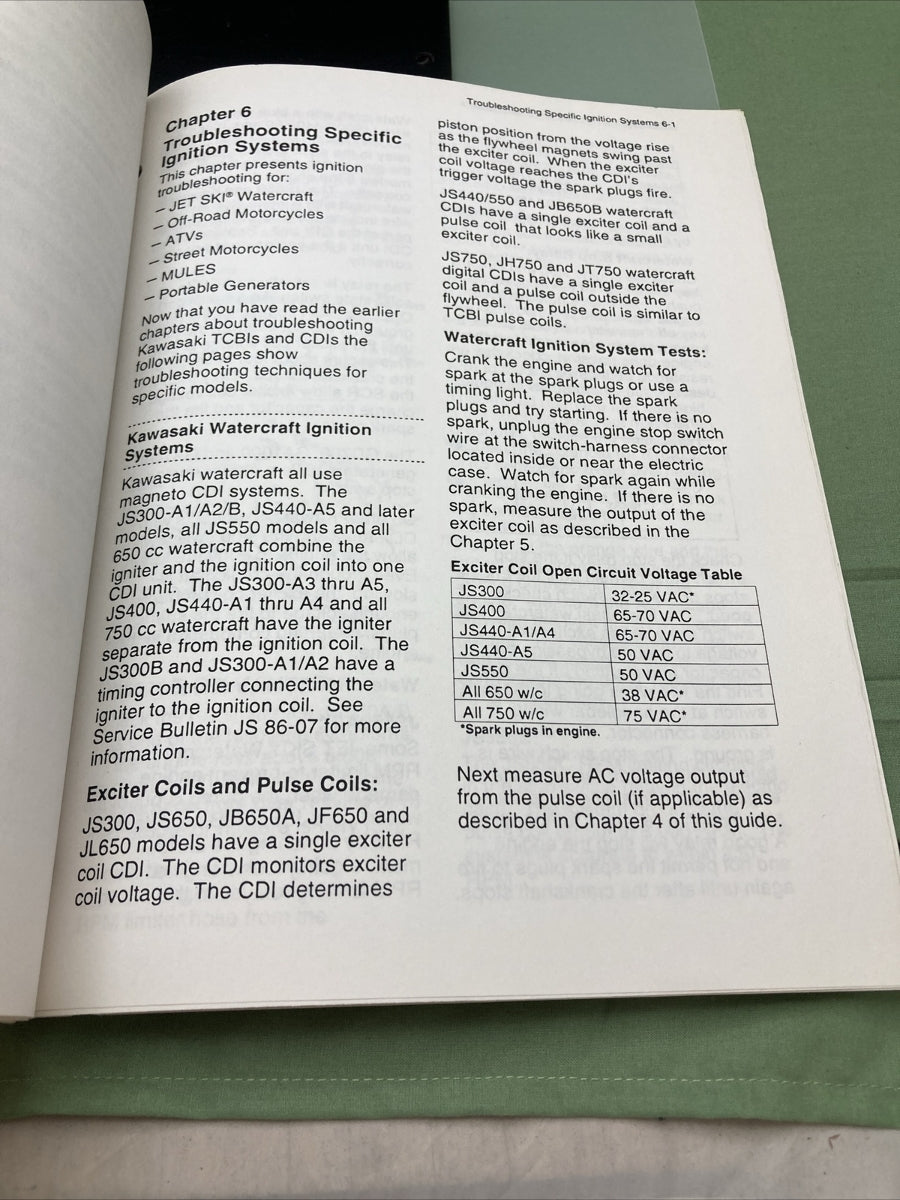 Troubleshooting Specific Ignition Systems 6-1
Chapter 6
Troubleshooting Specific
Ignition Systems
This chapter presents ignition
troubleshooting for:
– JET SKI® Watercraft
– Off-Road Motorcycles
– ATVs
– Street Motorcycles
– MULES
– Portable Generators
Now that you have read the earlier
chapters about troubleshooting
Kawasaki TCBIs and CDIs the
following pages show
troubleshooting techniques for
specific models.
Kawasaki Watercraft Ignition
Systems
Kawasaki watercraft all use
magneto CDI systems. The
JS300-A1/A2/B, JS440-A5 and later
models, all JS550 models and all
650 cc watercraft combine the
igniter and the ignition coil into one
CDI unit. The JS300-A3 thru A5,
JS400, JS440-A1 thru A4 and all
750 cc watercraft have the igniter
separate from the ignition coil. The
JS300B and JS300-A1/A2 have a
timing controller connecting the
igniter to the ignition coil. See
Service Bulletin JS 86-07 for more
information.
Exciter Coils and Pulse Coils:
JS300, JS650, JB650A, JF650 and
JL650 models have a single exciter
coil CDI. The CDI monitors exciter
coil voltage. The CDI determines
piston position from the voltage rise
as the flywheel magnets swing past
the exciter coil. When the exciter
coil voltage reaches the CDI's
trigger voltage the spark plugs fire.
JS440/550 and JB650B watercraft
CDIs have a single exciter coil and a
pulse coil that looks like a small
exciter coil.
JS750, JH750 and JT750 watercraft
digital CDIs have a single exciter
coil and a pulse coil outside the
flywheel. The pulse coil is similar to
TCBI pulse coils.
Watercraft Ignition System Tests:
Crank the engine and watch for
spark at the spark plugs or use a
timing light. Replace the spark
plugs and try starting. If there is no
spark, unplug the engine stop switch
wire at the switch-harness connector
located inside or near the electric
case. Watch for spark again while
cranking the engine. If there is no
spark, measure the output of the
exciter coil as described in the
Chapter 5.
Exciter Coil Open Circuit Voltage Table
JS300 32-25 VAC*
JS400 65-70 VAC
JS440-A1/A4 65-70 VAC
JS440-A5 50 VAC
JS550 50 VAC
All 650 w/c 38 VAC*
All 750 w/c 75 VAC*
*Spark plugs in engine.
Next measure AC voltage output
from the pulse coil (if applicable) as
described in Chapter 4 of this guide.